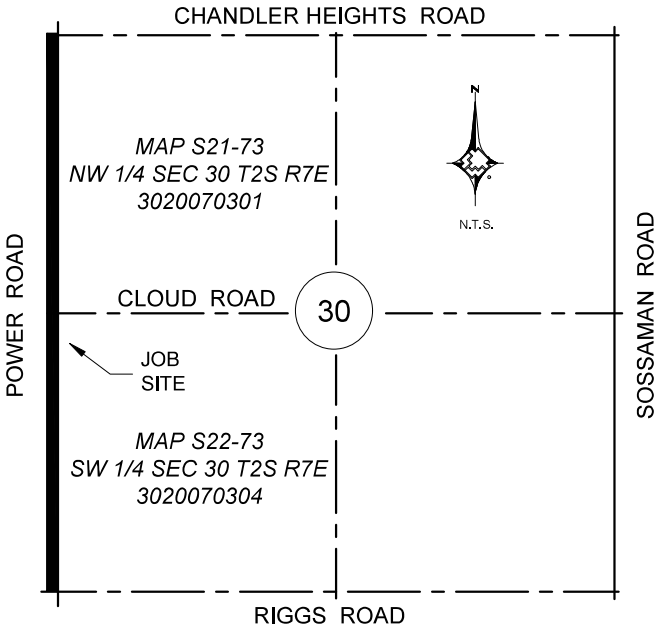 CHANDLER HEIGHTS ROAD
N
MAP S21-73
NW 1/4 SEC 30 T2S R7E
3020070301
N.T.S.
POWER ROAD
SOSSAMAN ROAD
CLOUD ROAD
30
JOB
SITE
MAP S22-73
SW 1/4 SEC 30 T2S R7E
3020070304
RIGGS ROAD